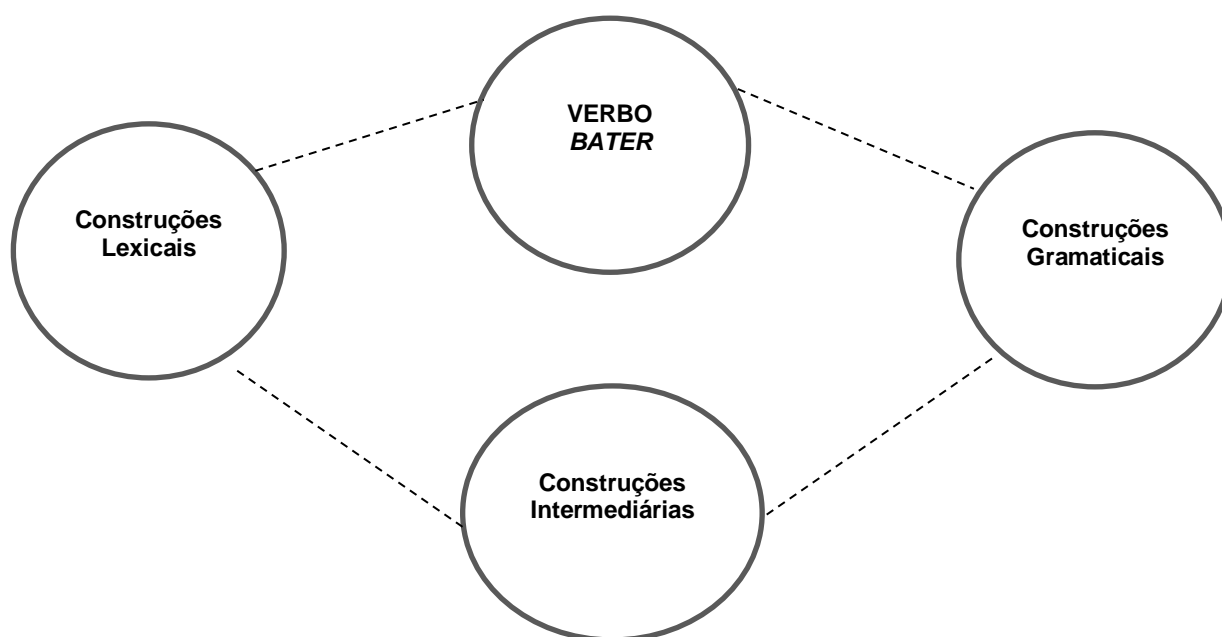 VERBO
BATER
Construções
Lexicais
Construções
Gramaticais
Construções
Intermediárias